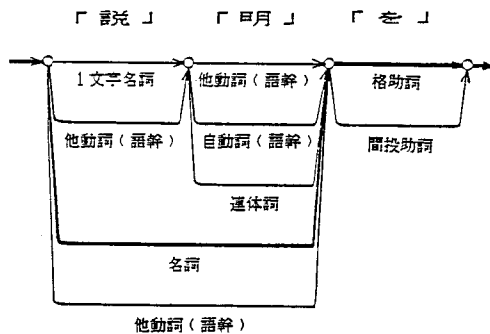 「説」 「明」 「を」
1文字名詞 他動詞(語幹) 格助詞
他動詞(語幹) 自動詞(語幹) 間投助詞
連体詞
名詞
他動詞(語幹)